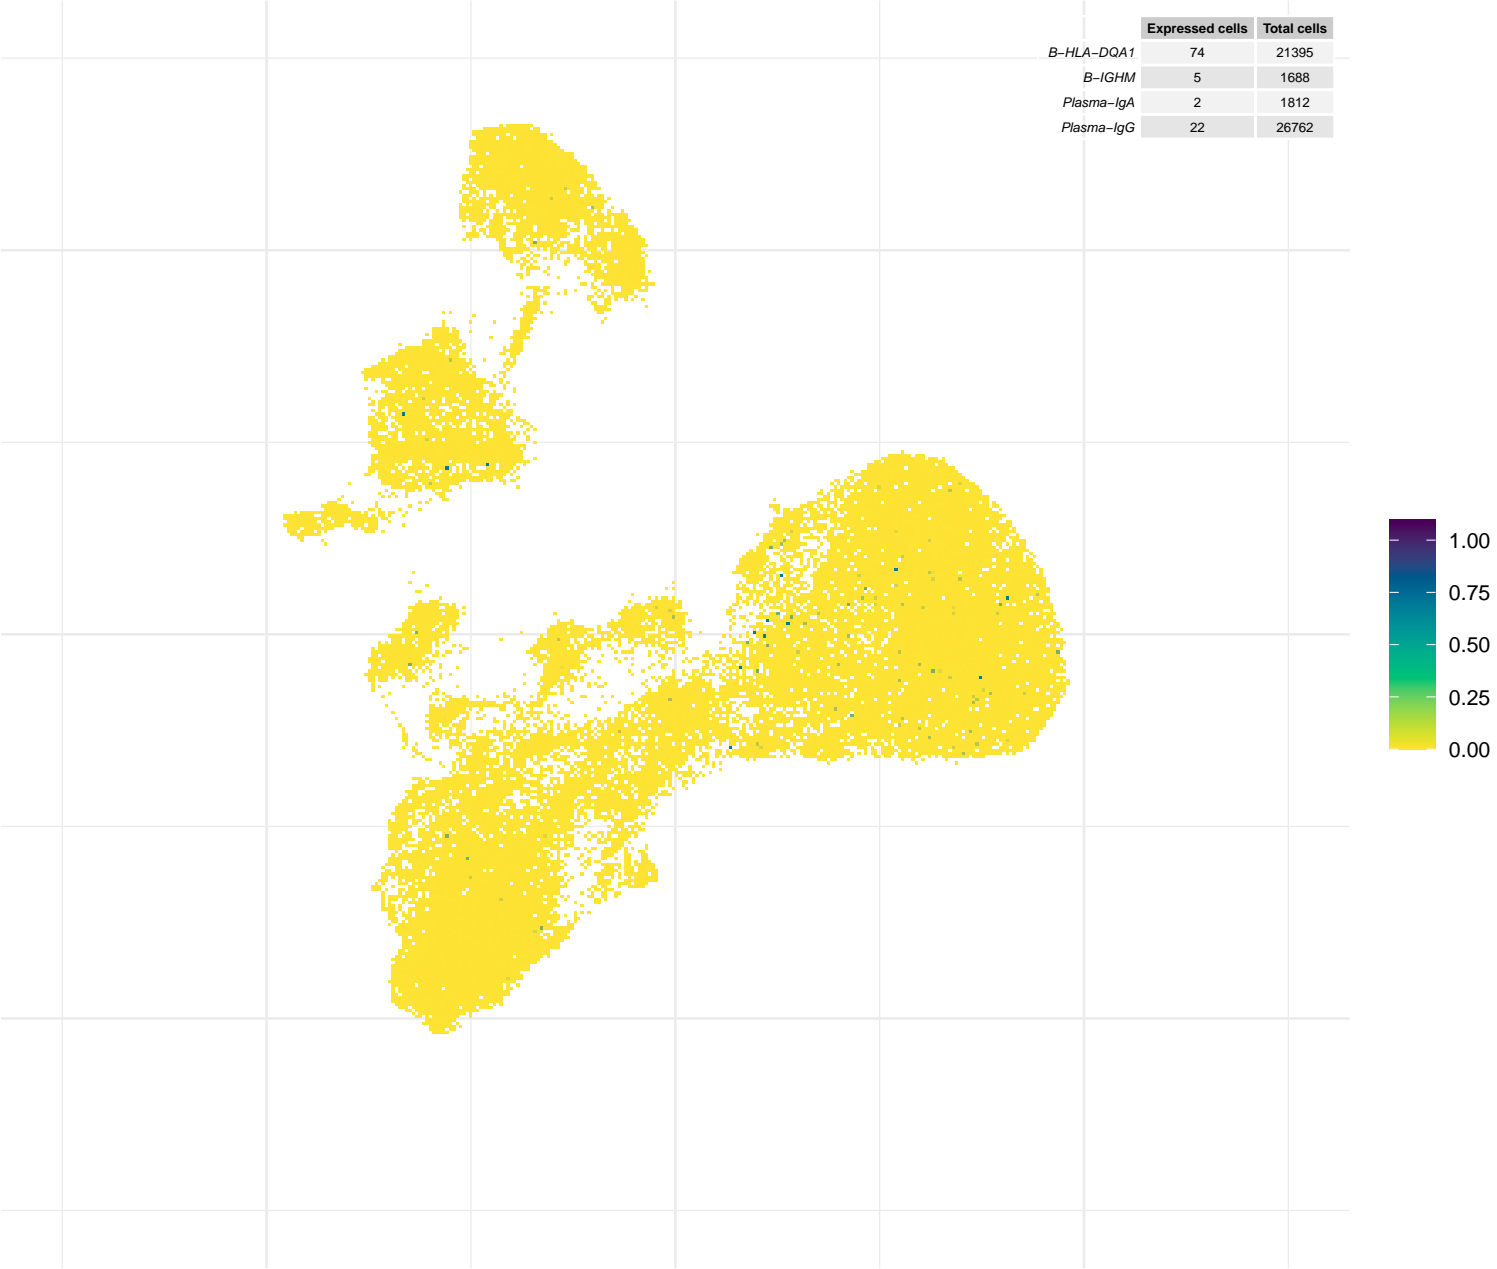 Expressed cells Total cells
B−HLA−DQA1 74 21395
B−IGHM 5 1688
Plasma−IgA 2 1812
Plasma−IgG 22 26762
1.00
0.75
0.50
0.25
0.00